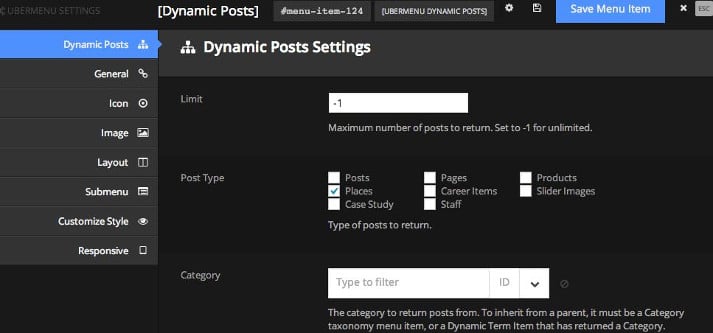 UBERMENU SETTINGS
[Dynamic Posts]
#menu-item-124
[UBERMENU DYNAMIC POSTS]
Save Menu Item
ESC
Dynamic Posts
General
Icon
Image
Layout
Submenu
Customize Style
Responsive
Dynamic Posts Settings
Limit
-1
Maximum number of posts to return. Set to -1 for unlimited.
Post Type
Posts Pages Products
Places Career Items Slider Images
Case Study Staff
Type of posts to return.
Category
Type to filter ID
The category to return posts from. To inherit from a parent, it must be a Category
taxonomy menu item, or a Dynamic Term Item that has returned a Category.